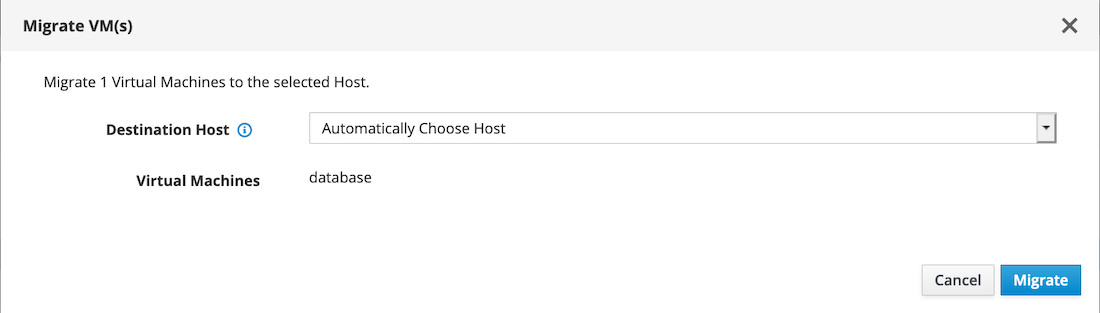 Migrate VM(s)
Migrate 1 Virtual Machines to the selected Host.
Destination Host
Automatically Choose Host
Virtual Machines
database
Cancel
Migrate